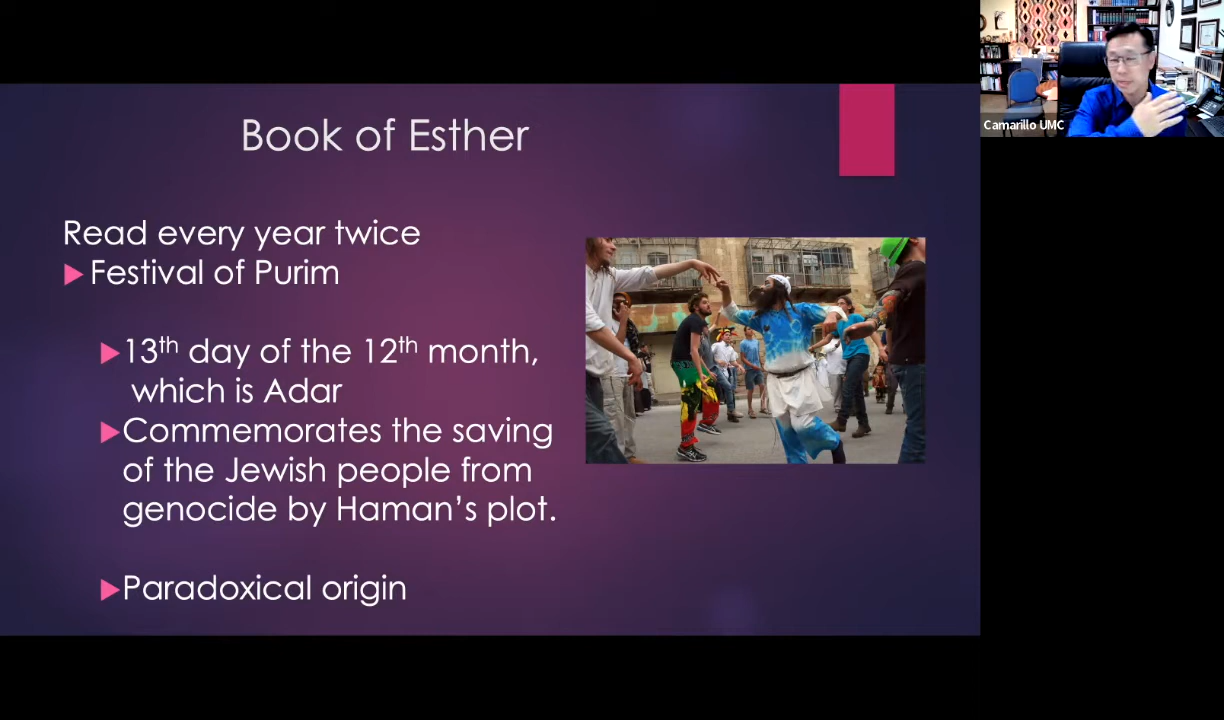 Book of Esther
Read every year twice
Festival of Purim
13th day of the 12th month,
which is Adar
Commemorates the saving
of the Jewish people from
genocide by Haman's plot.
Paradoxical origin
Camarillo UMC